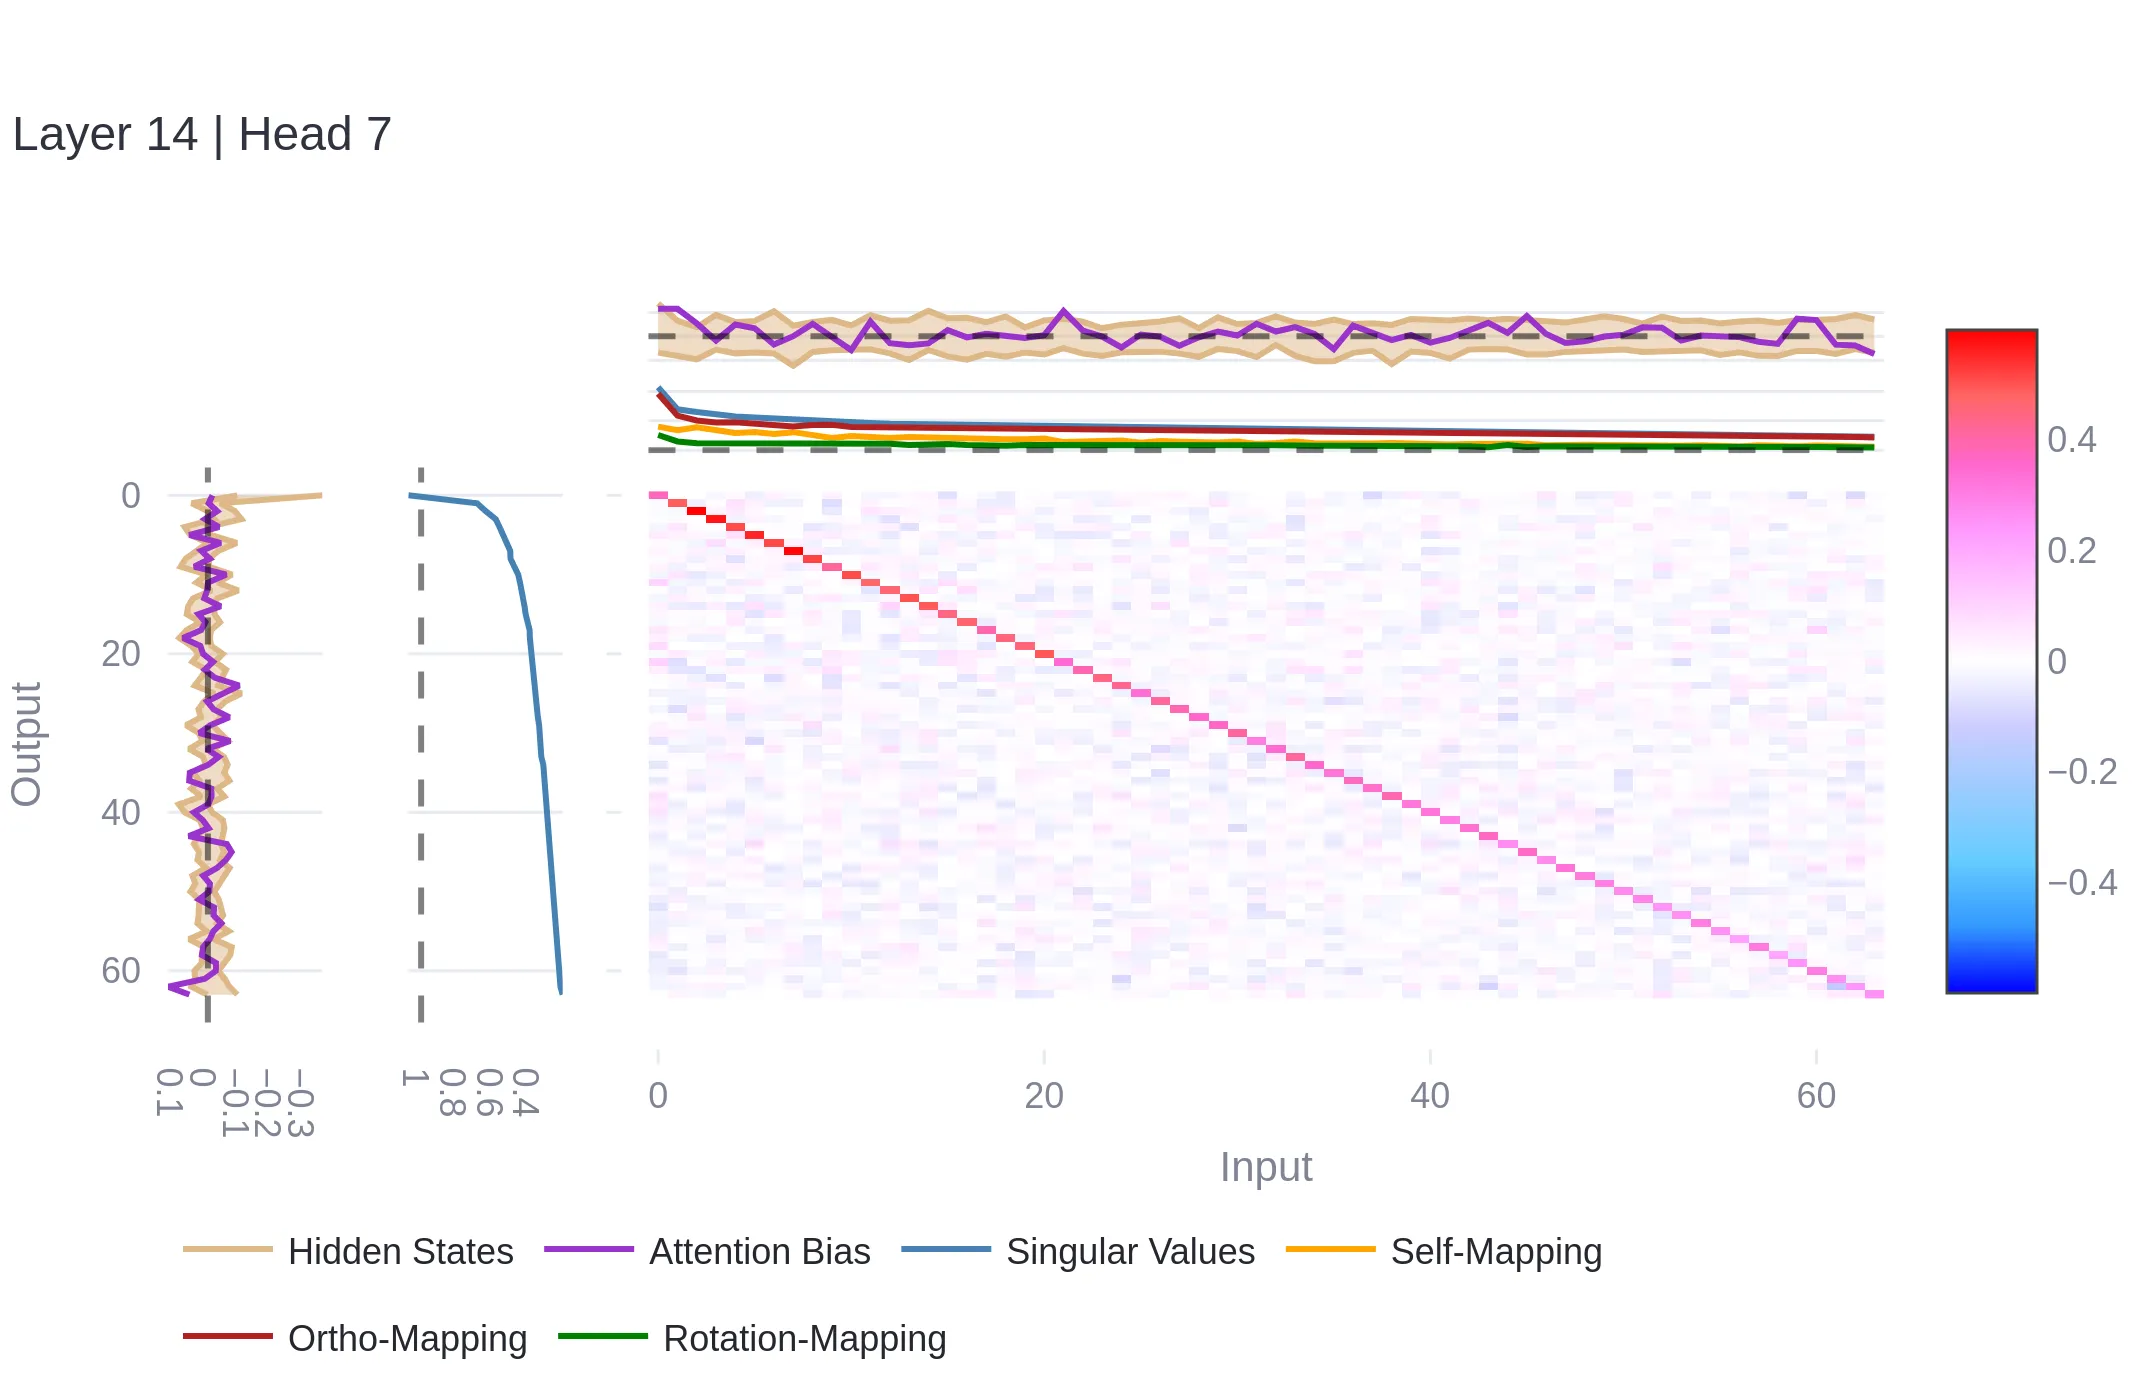 Layer 14 | Head 7
0
20
40
60
Output
0.1
0
−0.1
−0.2
−0.3
1
0.8
0.6
0.4
0
20
40
60
Input
0.4
0.2
0
−0.2
−0.4
Hidden States
Attention Bias
Singular Values
Self-Mapping
Ortho-Mapping
Rotation-Mapping